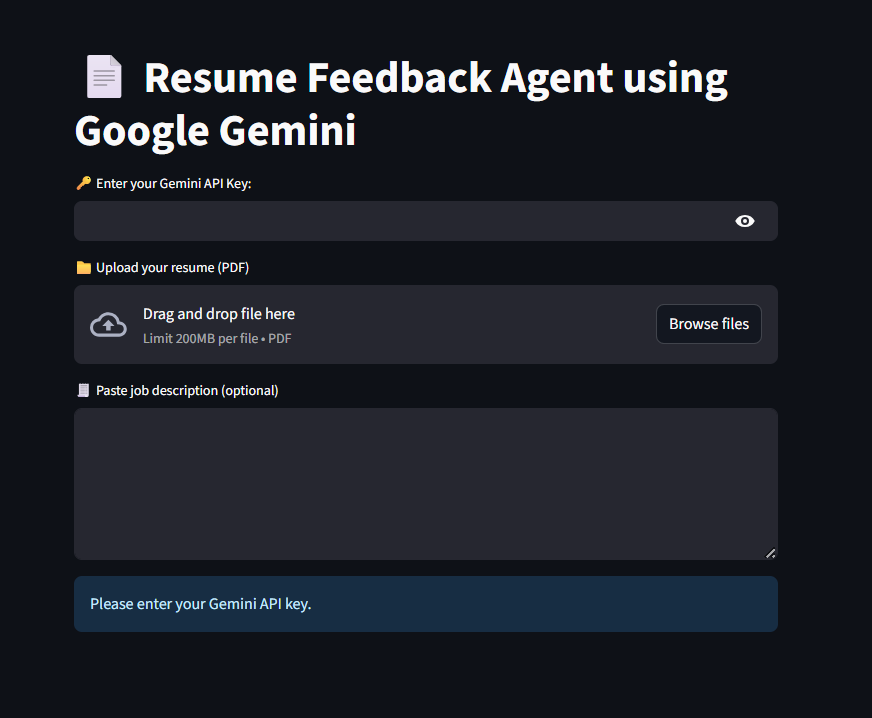 Resume Feedback Agent using
Google Gemini
Enter your Gemini API Key:
Upload your resume (PDF)
Drag and drop file here
Limit 200MB per file • PDF
Browse files
Paste job description (optional)
Please enter your Gemini API key.